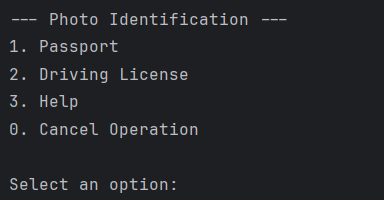 --- Photo Identification ---
1. Passport
2. Driving License
3. Help
0. Cancel Operation
Select an option: